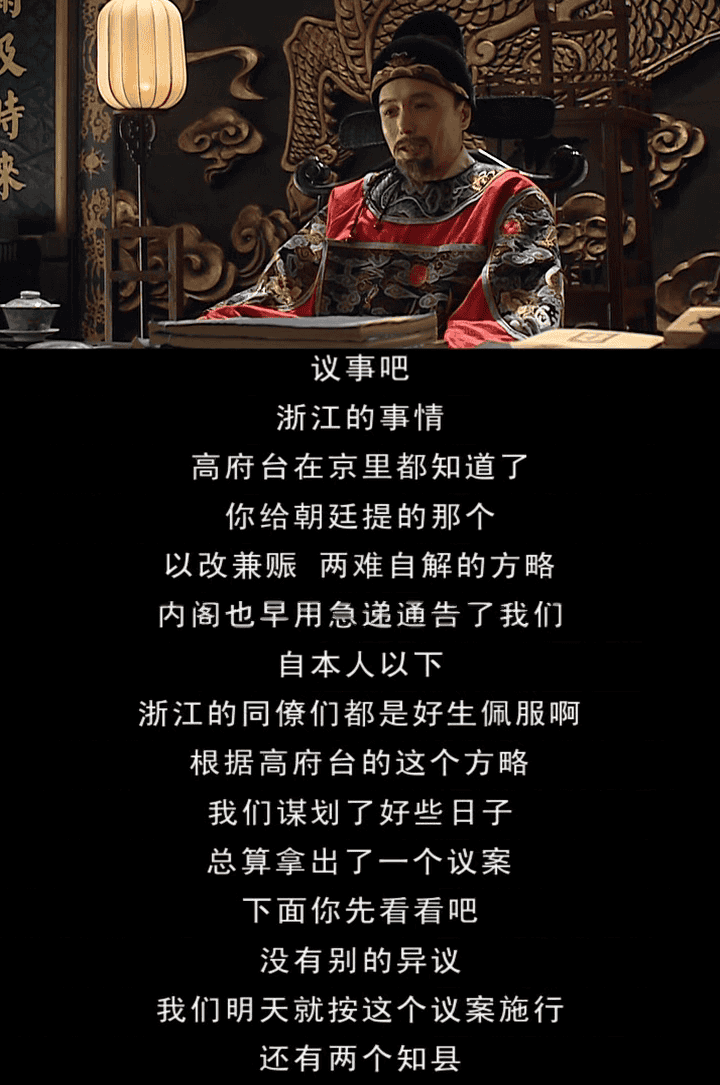 及时
议事吧
浙江的事情
高府台在京里都知道了
你给朝廷提的那个
以改兼赈 两难自解的方略
内阁也早用急递通告了我们
自本人以下
浙江的同僚们都是好生佩服啊
根据高府台的这个方略
我们谋划了好些日子
总算拿出了一个议案
下面你先看看吧
没有别的异议
我们明天就按这个议案施行
还有两个知县